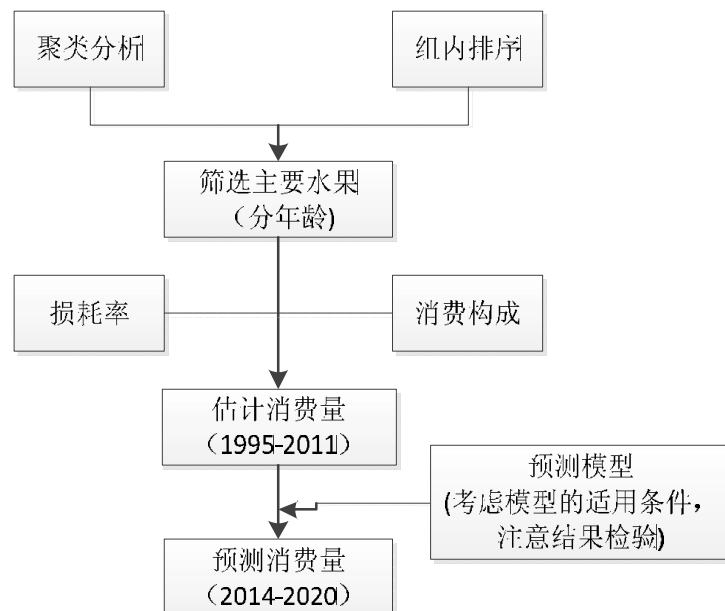 聚类分析
组内排序
筛选主要水果
（分年龄)
损耗率
消费构成
估计消费量
（1995-2011）
预测模型
(考虑模型的适用条件，
注意结果检验)
预测消费量
（2014-2020）